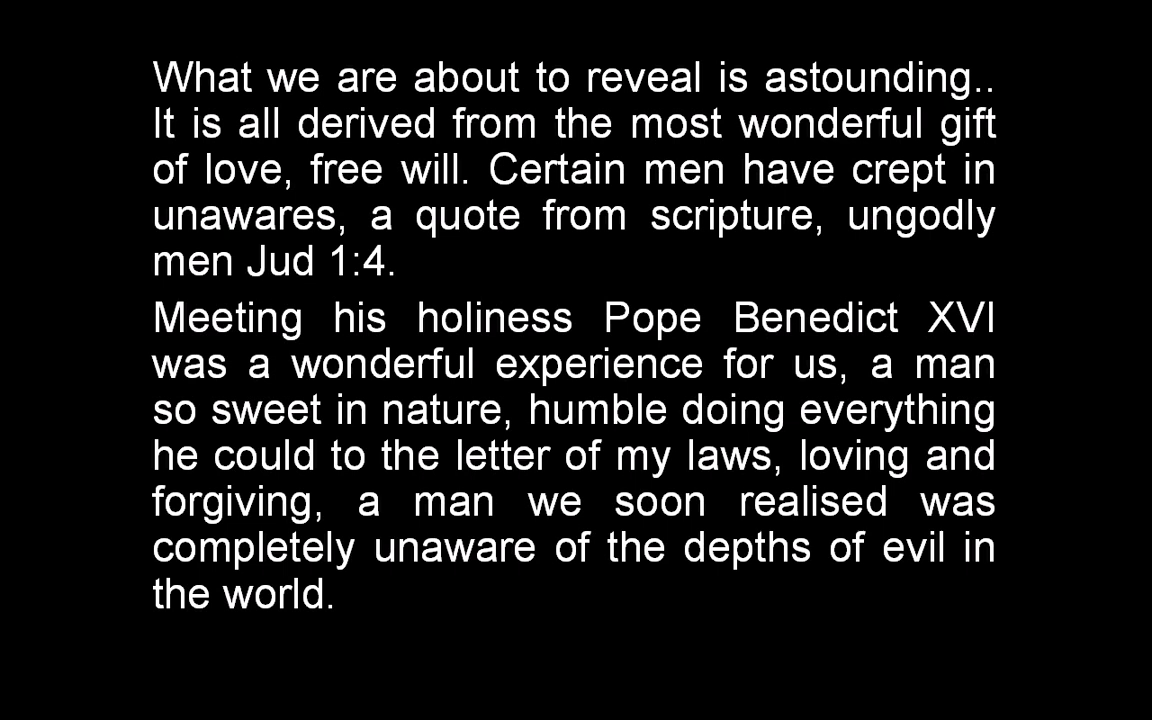 What we are about to reveal is astounding..
It is all derived from the most wonderful gift
of love, free will. Certain men have crept in
unawares, a quote from scripture, ungodly
men Jud 1:4.
Meeting his holiness Pope Benedict XVI
was a wonderful experience for us, a man
so sweet in nature, humble doing everything
he could to the letter of my laws, loving and
forgiving, a man we soon realised was
completely unaware of the depths of evil in
the world.